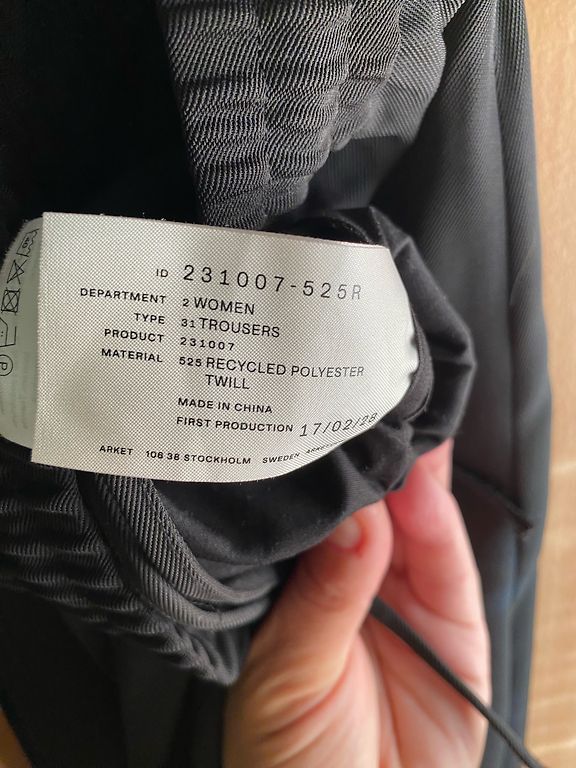 ID 231007-525R
DEPARTMENT 2 WOMEN
TYPE 31 TROUSERS
PRODUCT 231007
MATERIAL 525 RECYCLED POLYESTER
TWILL
MADE IN CHINA
FIRST PRODUCTION 17/02/28
ARKET 106 38 STOCKHOLM SWEDEN